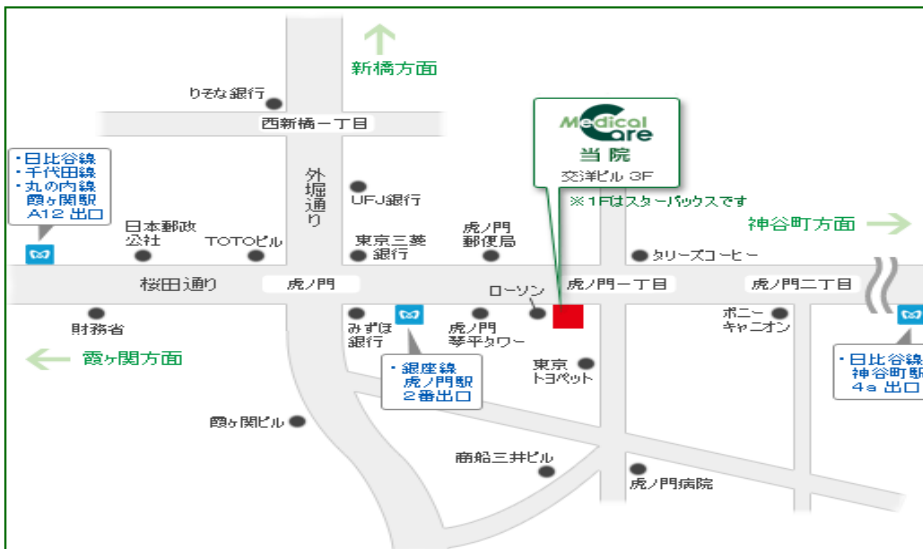 新橋方面
りそな銀行
西新橋一丁目
Medical
Care
当院
交洋ビル 3F
※1Fはスターバックスです
・日比谷線
・千代田線
・丸の内線
霞ヶ関駅
A12 出口
外堀通り
UFJ銀行
日本郵政
公社
TOTOビル
東京三菱
銀行
虎ノ門
郵便局
神谷町方面
タリーズコーヒー
桜田通り
虎ノ門
虎ノ門一丁目
虎ノ門二丁目
ローソン
財務省
みずほ
銀行
虎ノ門
琴平タワー
ポニー
キャニオン
霞ヶ関方面
・銀座線
虎ノ門駅
2番出口
東京
トヨペット
・日比谷線
神谷町駅
4a 出口
霞ヶ関ビル
商船三井ビル
虎ノ門病院